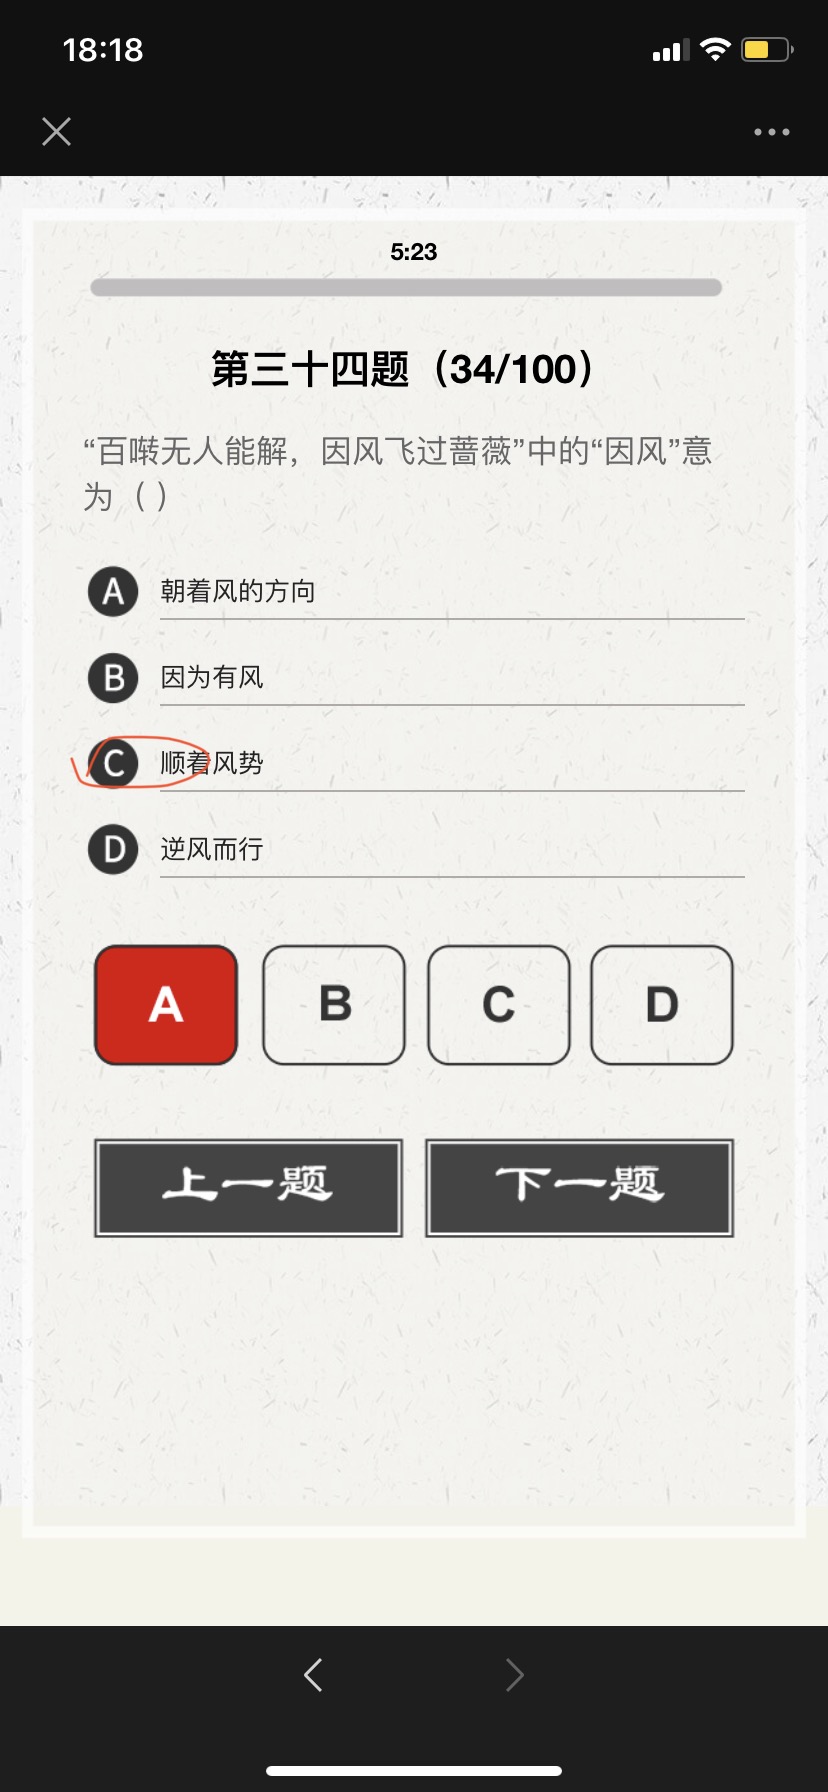 18:18
5:23
第三十四题（34/100）
“百啭无人能解，因风飞过蔷薇”中的“因风”意
为（ ）
A 朝着风的方向
B 因为有风
C 顺着风势
D 逆风而行
A B C D
上一题 下一题